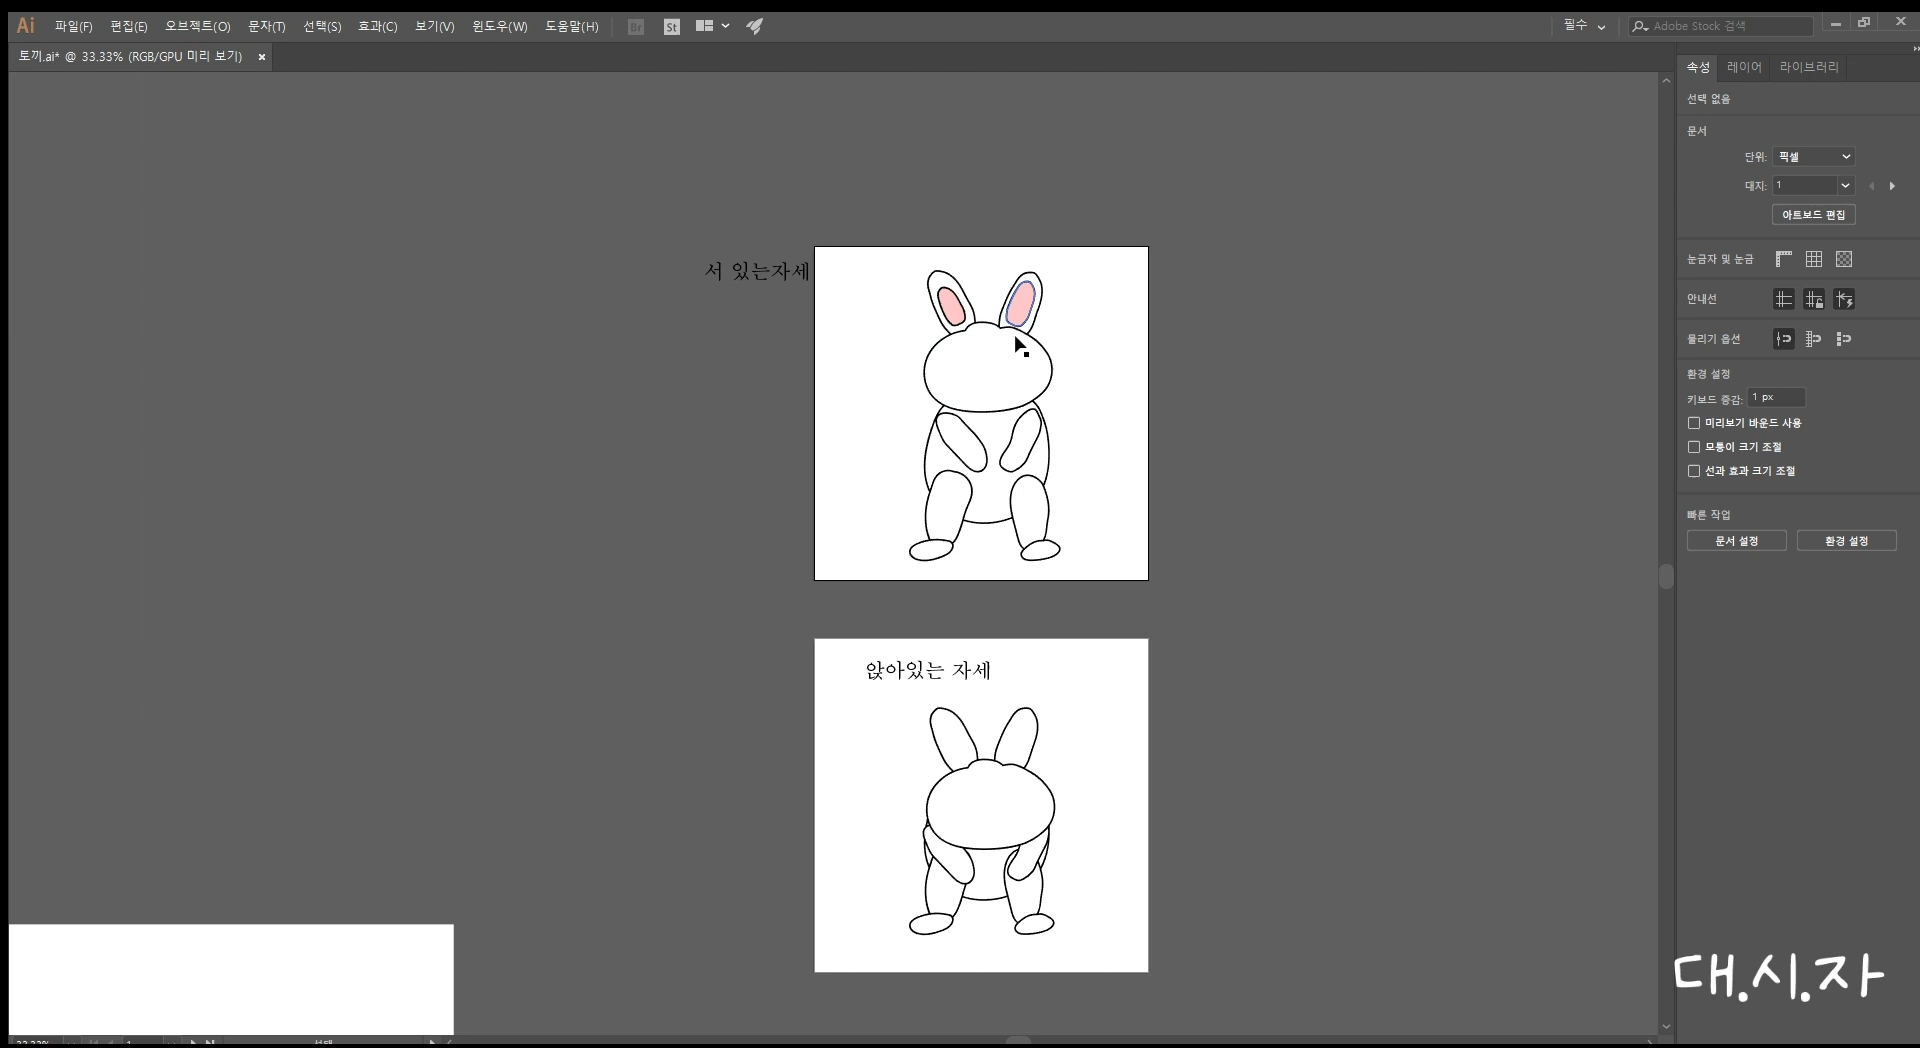 Ai 파일(F) 편집(E) 오브젝트(O) 문자(T) 선택(S) 효과(C) 보기(V) 윈도우(W) 도움말(H) Br St 필수 Adobe Stock 검색
토끼.ai* @ 33.33% (RGB/GPU 미리 보기)
속성 레이어 라이브러리
선택 없음
문서
단위: 픽셀
대지: 1
아트보드 편집
눈금자 및 눈금
안내선
물리기 옵션
환경 설정
키보드 증감: 1 px
미리보기 바운드 사용
모퉁이 크기 조절
선과 효과 크기 조절
빠른 작업
문서 설정 환경 설정
서 있는자세
앉아있는 자세
대.시.자
33.33% 1 선택